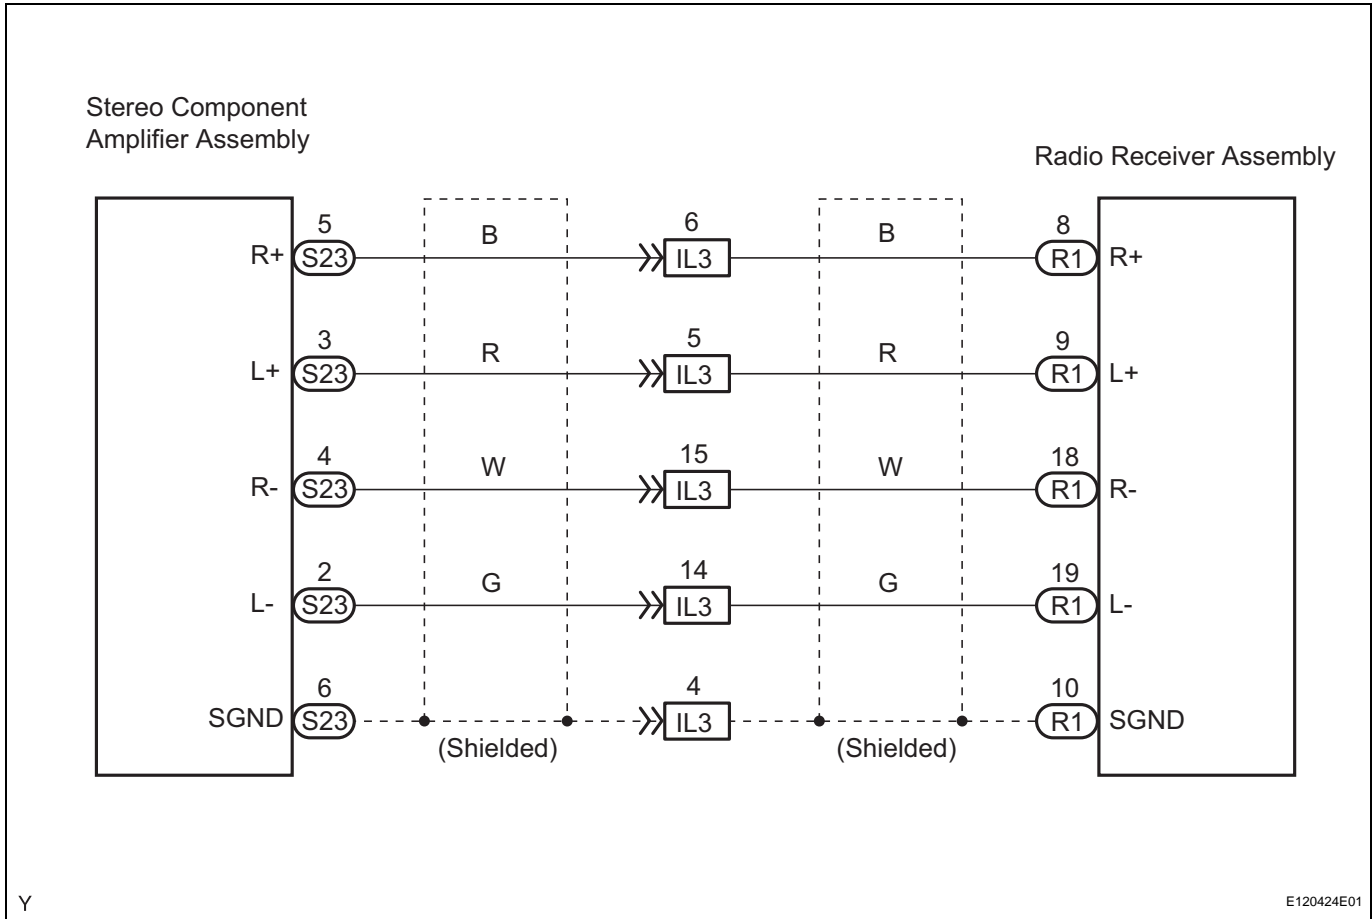 Stereo Component
Amplifier Assembly
Radio Receiver Assembly
5 B 6 B 8
R+ S23 IL3 R1 R+
3 R 5 R 9
L+ S23 IL3 R1 L+
4 W 15 W 18
R- S23 IL3 R1 R-
2 G 14 G 19
L- S23 IL3 R1 L-
6 4 10
SGND S23 IL3 R1 SGND
(Shielded) (Shielded)
Y E120424E01